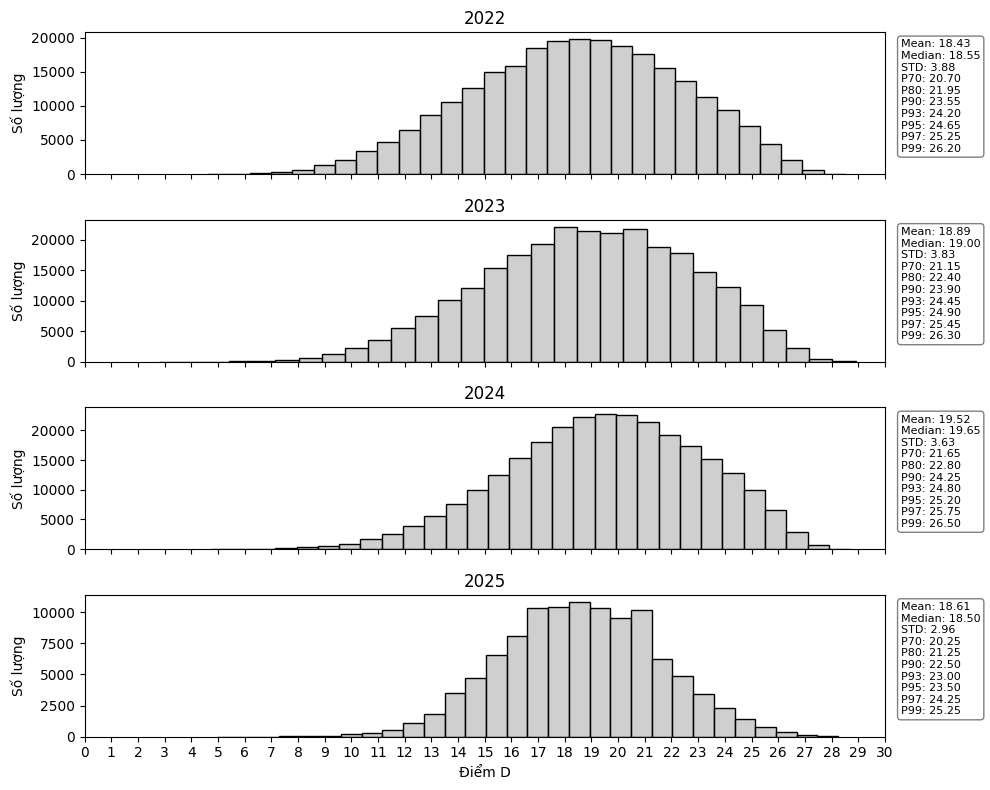 2022
20000
15000
10000
5000
0
Số lượng
Mean: 18.43
Median: 18.55
STD: 3.88
P70: 20.70
P80: 21.95
P90: 23.55
P93: 24.20
P95: 24.65
P97: 25.25
P99: 26.20
2023
20000
15000
10000
5000
0
Số lượng
Mean: 18.89
Median: 19.00
STD: 3.83
P70: 21.15
P80: 22.40
P90: 23.90
P93: 24.45
P95: 24.90
P97: 25.45
P99: 26.30
2024
20000
15000
10000
5000
0
Số lượng
Mean: 19.52
Median: 19.65
STD: 3.63
P70: 21.65
P80: 22.80
P90: 24.25
P93: 24.80
P95: 25.20
P97: 25.75
P99: 26.50
2025
10000
7500
5000
2500
0
Số lượng
Mean: 18.61
Median: 18.50
STD: 2.96
P70: 20.25
P80: 21.25
P90: 22.50
P93: 23.00
P95: 23.50
P97: 24.25
P99: 25.25
0 1 2 3 4 5 6 7 8 9 10 11 12 13 14 15 16 17 18 19 20 21 22 23 24 25 26 27 28 29 30
Điểm D